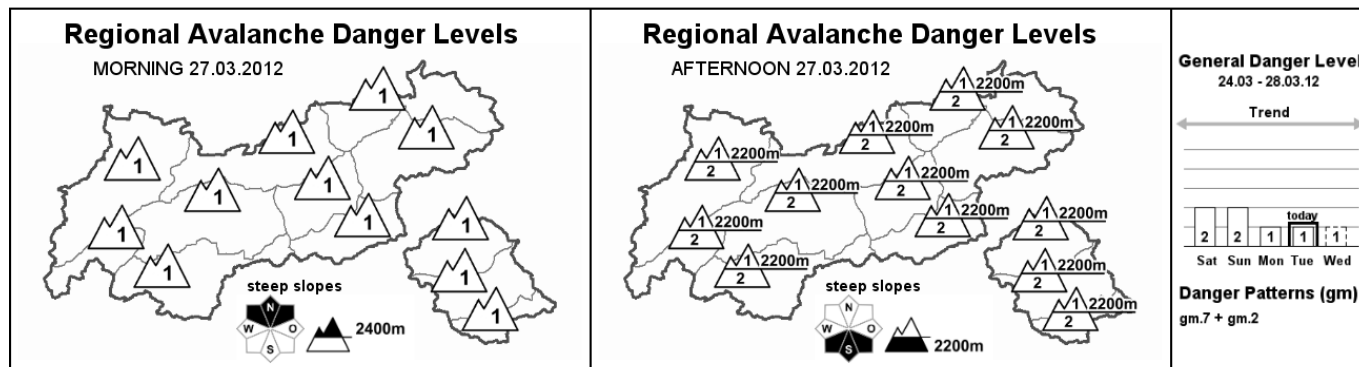 Regional Avalanche Danger Levels
MORNING 27.03.2012
1
1
1
1
1
1
1
1
1
1
1
1
1
steep slopes
N
W O
S
2400m
Regional Avalanche Danger Levels
AFTERNOON 27.03.2012
1 2200m
2
1 2200m
2
1 2200m
2
1 2200m
2
1 2200m
2
1 2200m
2
1 2200m
2
1 2200m
2
1 2200m
2
1 2200m
2
1 2200m
2
1 2200m
2
steep slopes
N
W O
S
2200m
General Danger Level
24.03 - 28.03.12
Trend
today
2 2 1 1 1
Sat Sun Mon Tue Wed
Danger Patterns (gm)
gm.7 + gm.2